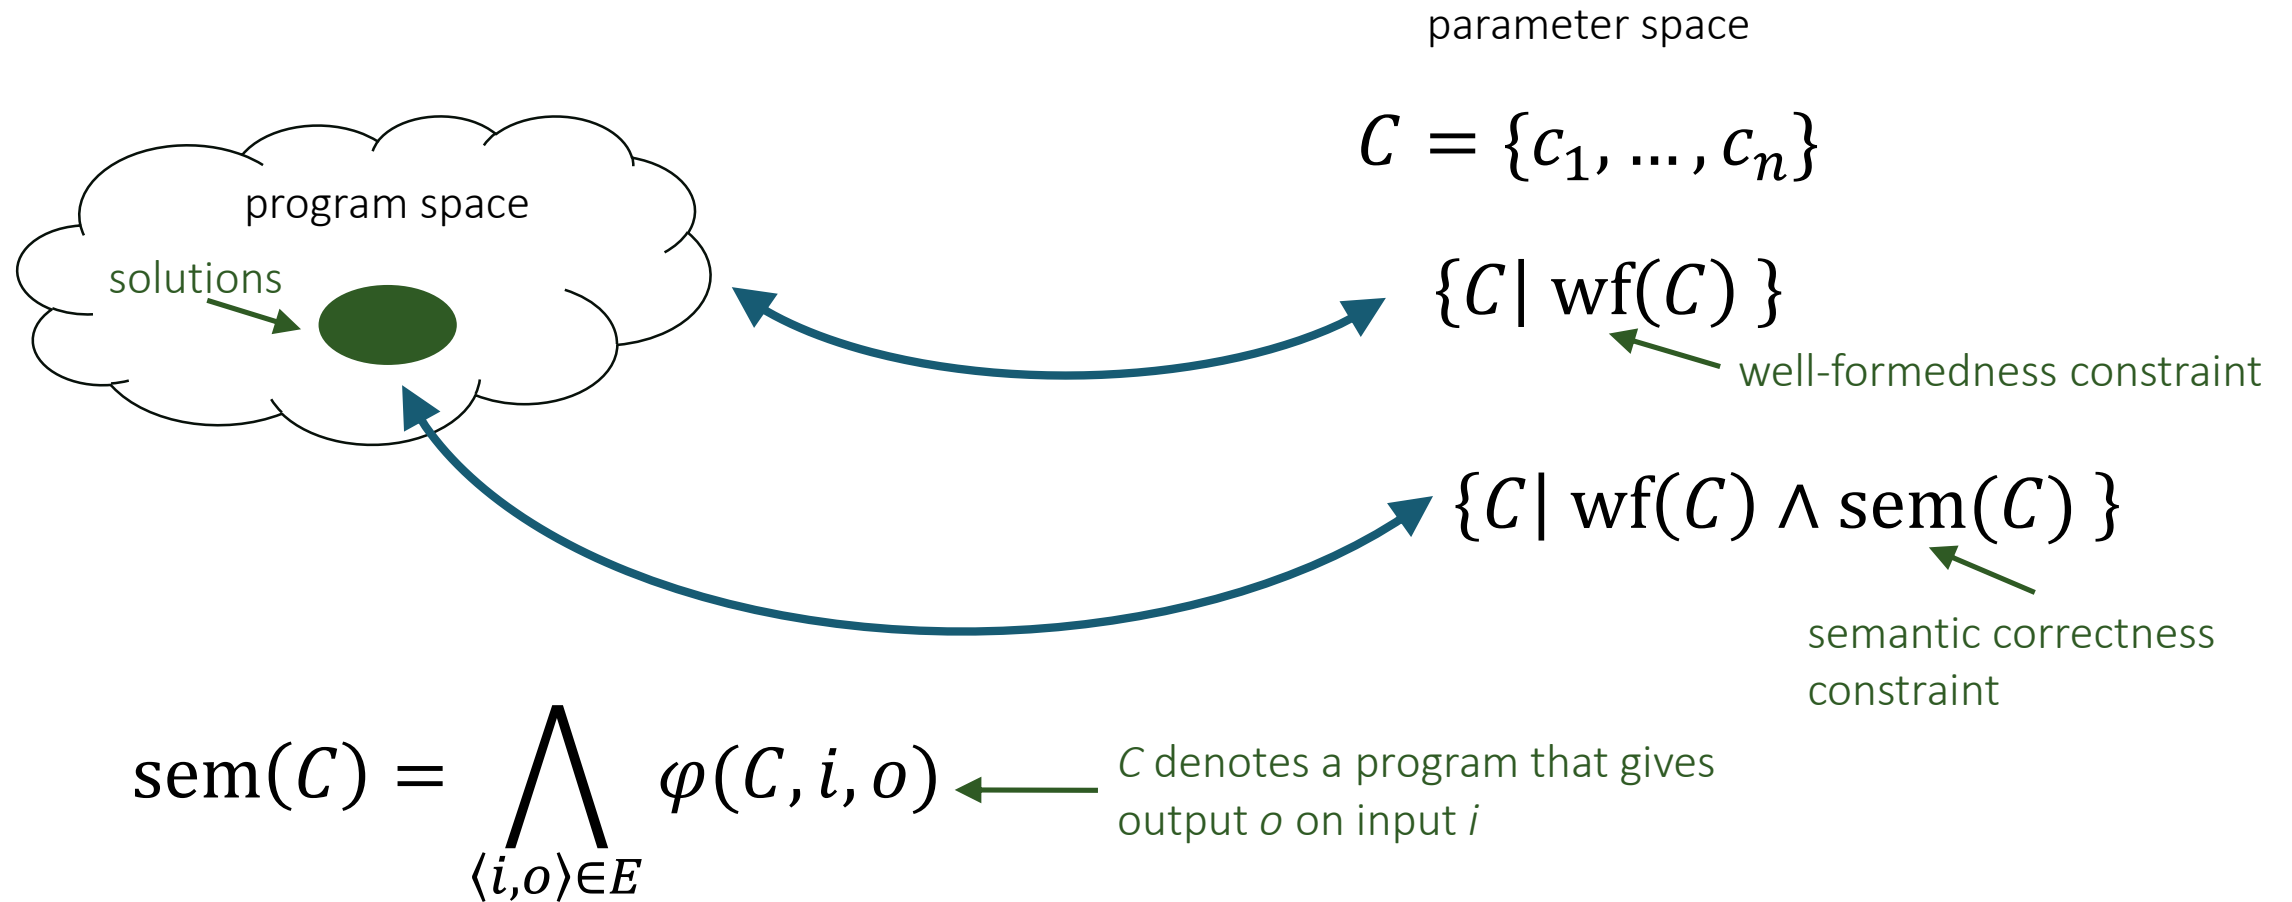 parameter space
C = {c₁, … , cₙ}
program space
solutions
{C| wf(C) }
well-formedness constraint
{C| wf(C) ∧ sem(C) }
semantic correctness
constraint
sem(C) = ⋀ φ(C, i, o)
⟨i,o⟩∈E
C denotes a program that gives
output o on input i